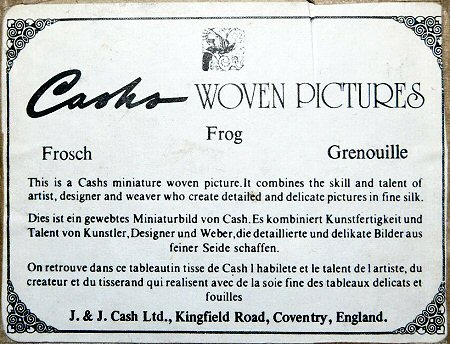 Cashs WOVEN PICTURES
Frog
Frosch Grenouille
This is a Cashs miniature woven picture.It combines the skill and talent of
artist, designer and weaver who create detailed and delicate pictures in fine silk.
Dies ist ein gewebtes Miniaturbild von Cash.Es kombiniert Kunstfertigkeit und
Talent von Kunstler,Designer und Weber,die detaillierte und delikate Bilder aus
feiner Seide schaffen.
On retrouve dans ce tableautin tisse de Cash l habilete et le talent de l artiste, du
createur et du tisserand qui realisent avec de la soie fine des tableaux delicats et
fouilles
J. & J. Cash Ltd., Kingfield Road, Coventry, England.